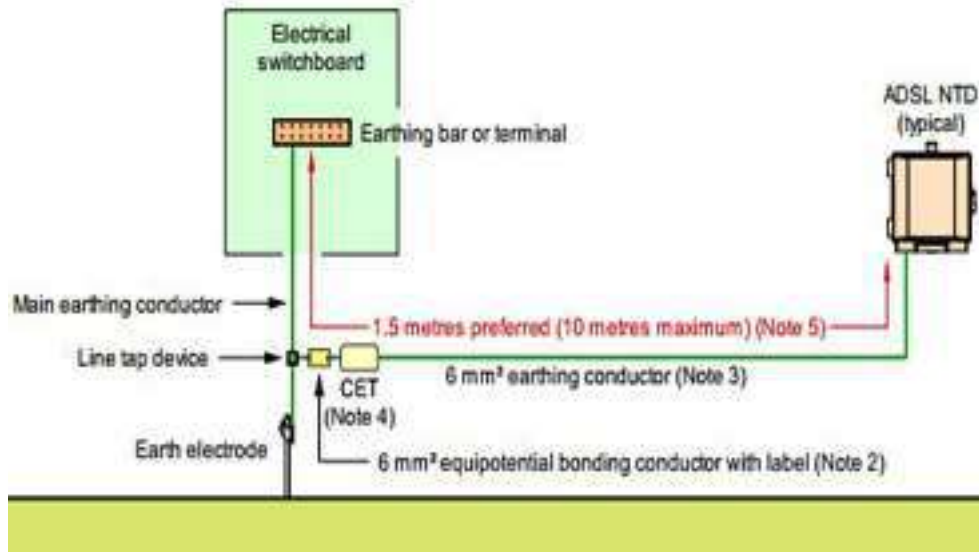 Electrical
switchboard
ADSL NTD
(typical)
Earthing bar or terminal
Main earthing conductor
1.5 metres preferred (10 metres maximum) (Note 5)
Line tap device
6 mm² earthing conductor (Note 3)
CET
(Note 4)
Earth electrode
6 mm² equipotential bonding conductor with label (Note 2)